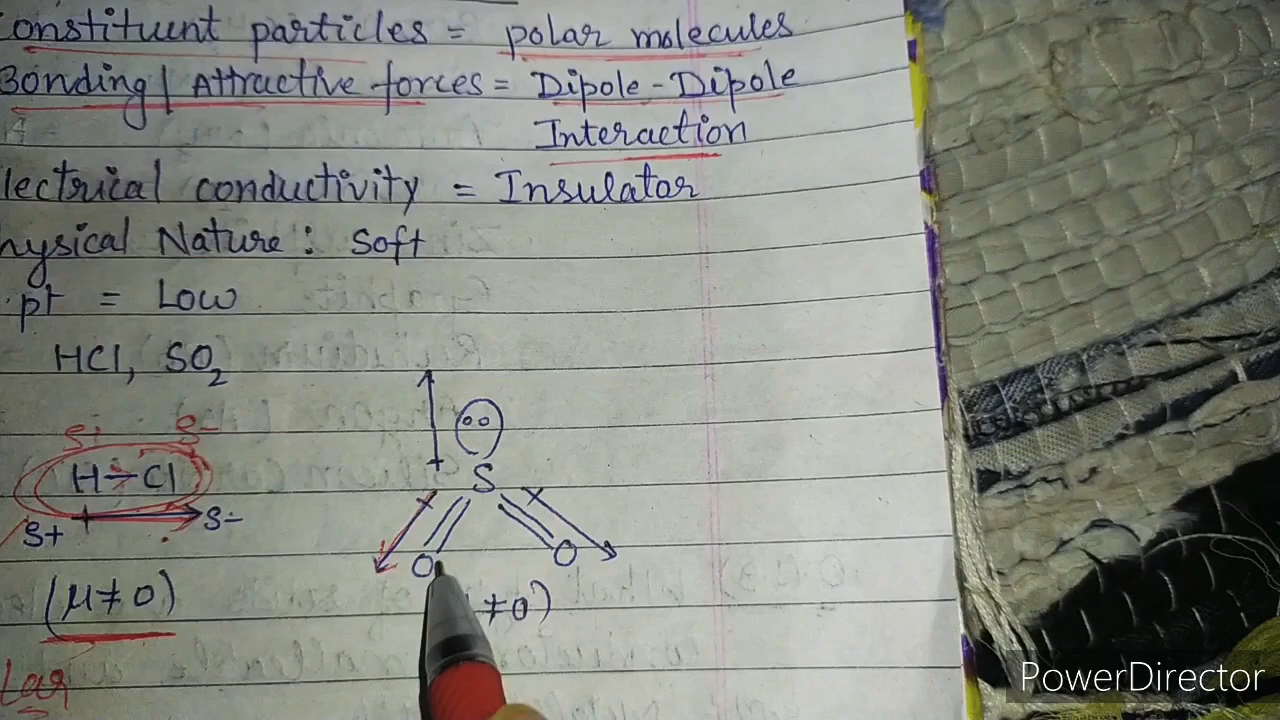 onstituent particles = polar molecules
Bonding| Attractive forces = Dipole-Dipole
Interaction
lectrical conductivity = Insulator
hysical Nature: Soft
.pt = Low
HCl, SO₂
δ+ δ-
H→Cl
δ+ δ-
S
O O
(μ≠0)
≠0)
Lar
PowerDirector